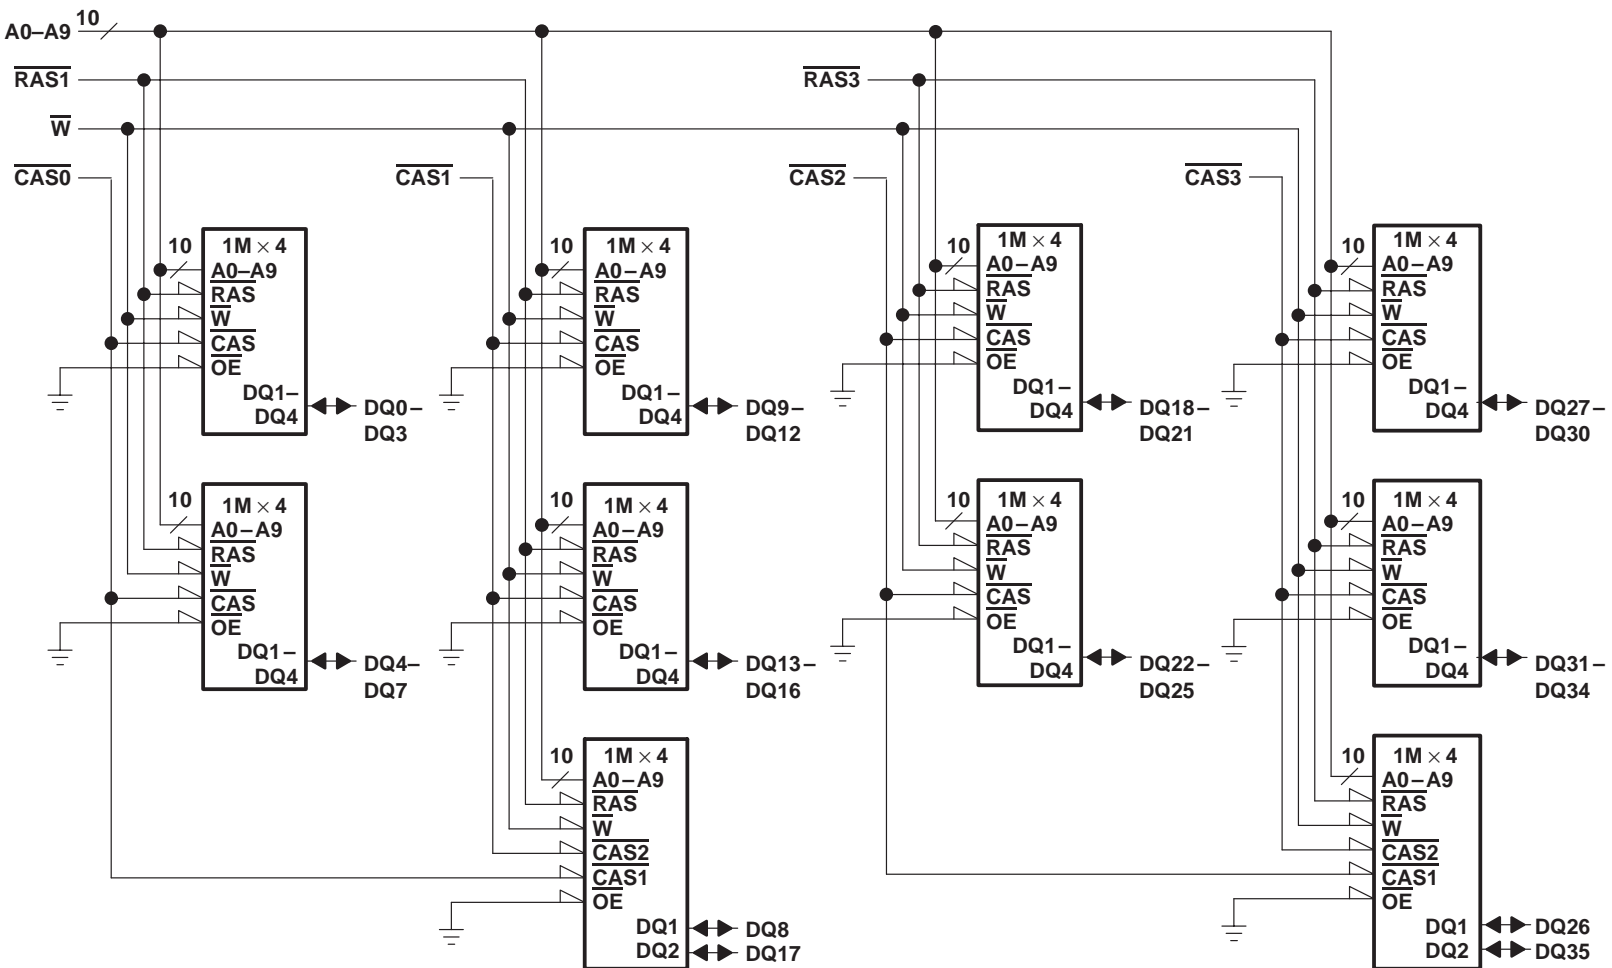 10
A0–A9
RAS1
RAS3
W
CAS0
CAS1
CAS2
CAS3
10
1M × 4
A0–A9
RAS
W
CAS
OE
DQ1–
DQ4
DQ0–
DQ3
10
1M × 4
A0–A9
RAS
W
CAS
OE
DQ1–
DQ4
DQ9–
DQ12
10
1M × 4
A0–A9
RAS
W
CAS
OE
DQ1–
DQ4
DQ18–
DQ21
10
1M × 4
A0–A9
RAS
W
CAS
OE
DQ1–
DQ4
DQ27–
DQ30
10
1M × 4
A0–A9
RAS
W
CAS
OE
DQ1–
DQ4
DQ4–
DQ7
10
1M × 4
A0–A9
RAS
W
CAS
OE
DQ1–
DQ4
DQ13–
DQ16
10
1M × 4
A0–A9
RAS
W
CAS
OE
DQ1–
DQ4
DQ22–
DQ25
10
1M × 4
A0–A9
RAS
W
CAS
OE
DQ1–
DQ4
DQ31–
DQ34
10
1M × 4
A0–A9
RAS
W
CAS2
CAS1
OE
DQ1
DQ8
DQ2
DQ17
10
1M × 4
A0–A9
RAS
W
CAS2
CAS1
OE
DQ1
DQ26
DQ2
DQ35